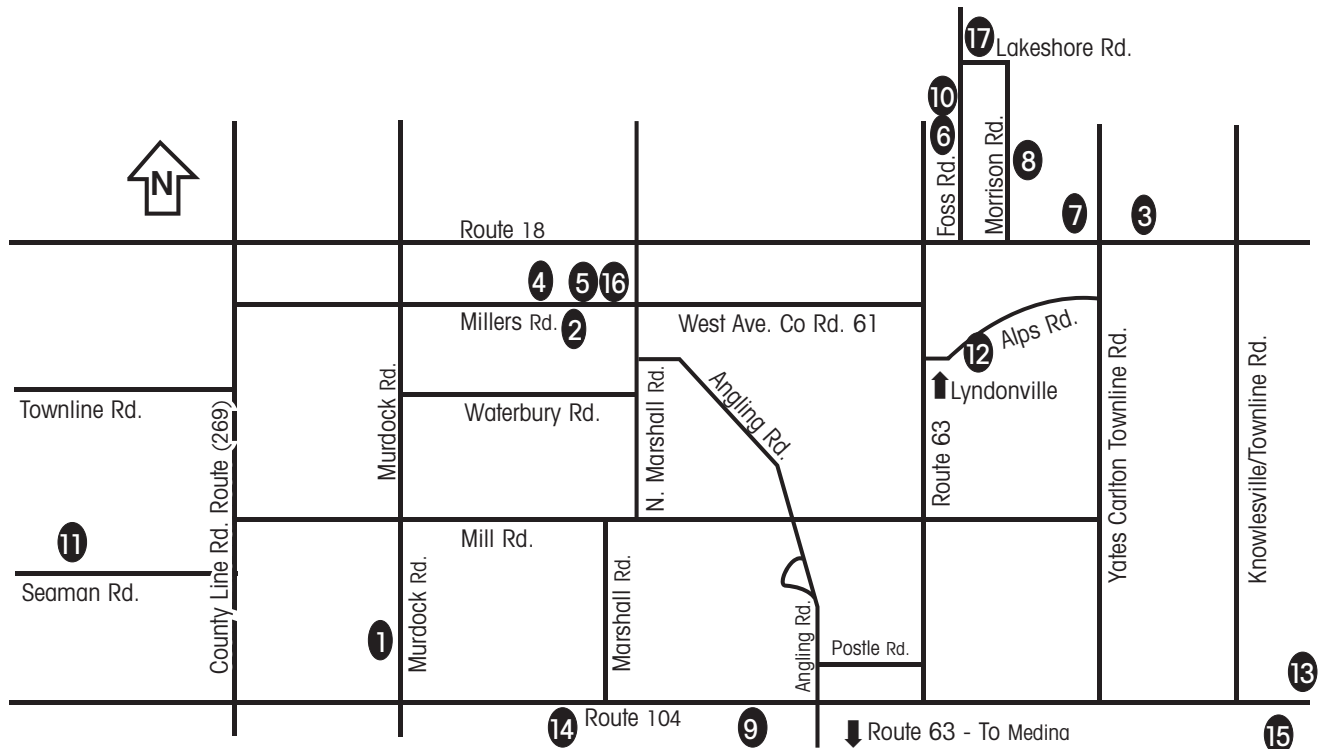 17
Lakeshore Rd.
10
6
Foss Rd.
Morrison Rd.
8
7
3
N
Route 18
4
5
16
Millers Rd.
2
West Ave. Co Rd. 61
12
Alps Rd.
Lyndonville
Townline Rd.
Waterbury Rd.
Murdock Rd.
N. Marshall Rd.
Angling Rd.
Route 63
Yates Carlton Townline Rd.
Knowlesville/Townline Rd.
County Line Rd. Route (269)
11
Seaman Rd.
Mill Rd.
1
Murdock Rd.
Marshall Rd.
Angling Rd.
Postle Rd.
13
14
Route 104
9
Route 63 - To Medina
15